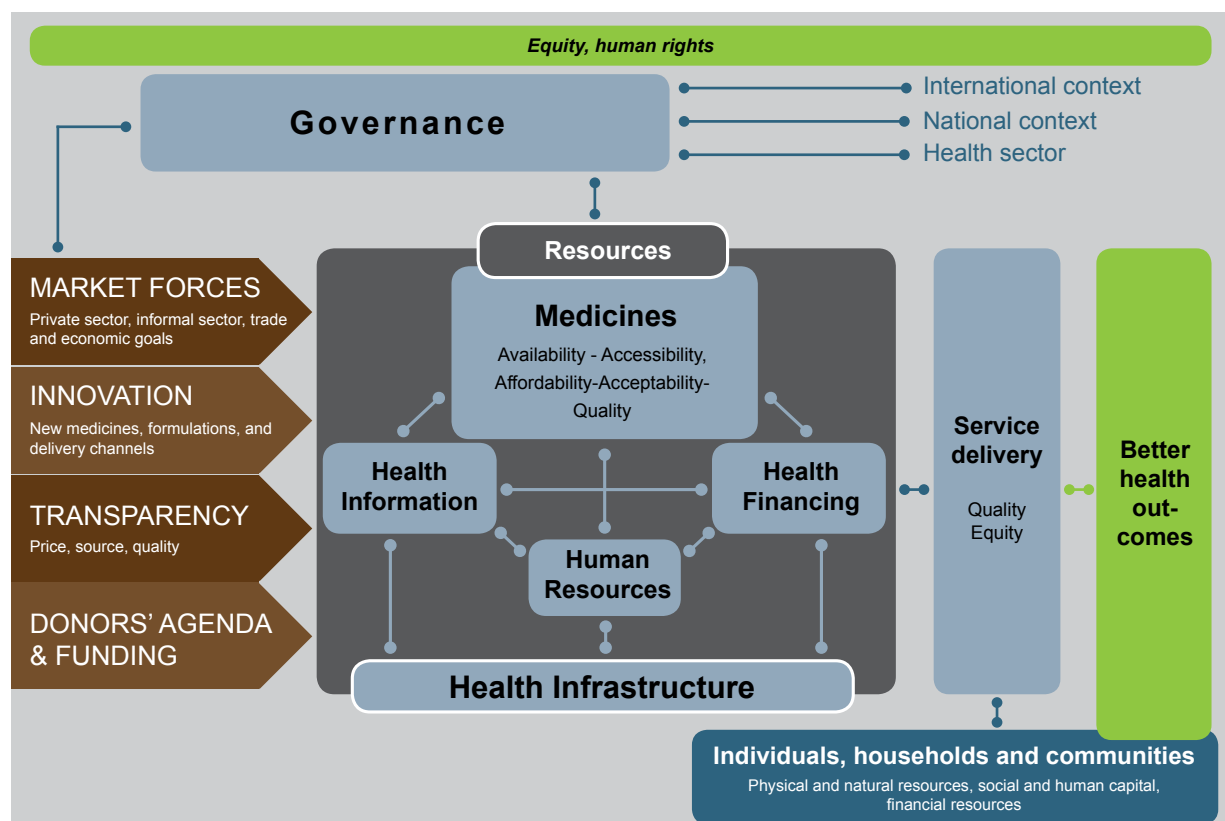 Equity, human rights
Governance
International context
National context
Health sector
MARKET FORCES
Private sector, informal sector, trade
and economic goals
INNOVATION
New medicines, formulations, and
delivery channels
TRANSPARENCY
Price, source, quality
DONORS’ AGENDA
& FUNDING
Resources
Medicines
Availability - Accessibility,
Affordability-Acceptability-
Quality
Health
Information
Health
Financing
Human
Resources
Health Infrastructure
Service
delivery
Quality
Equity
Better
health
out-
comes
Individuals, households and communities
Physical and natural resources, social and human capital,
financial resources